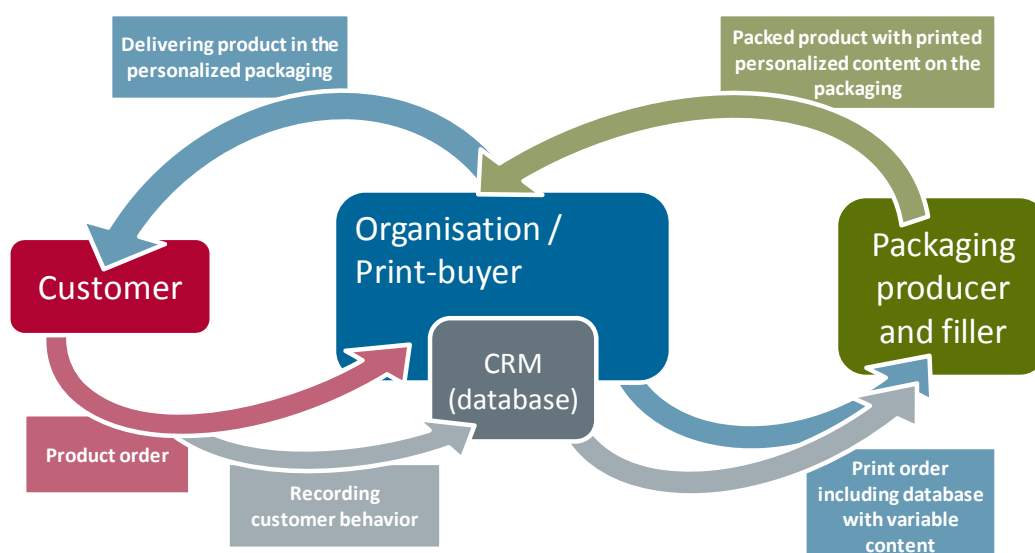 Delivering product in the
personalized packaging
Packed product with printed
personalized content on the
packaging
Organisation /
Print-buyer
Customer
Packaging
producer
and filler
CRM
(database)
Product order
Recording
customer behavior
Print order
including database
with variable
content